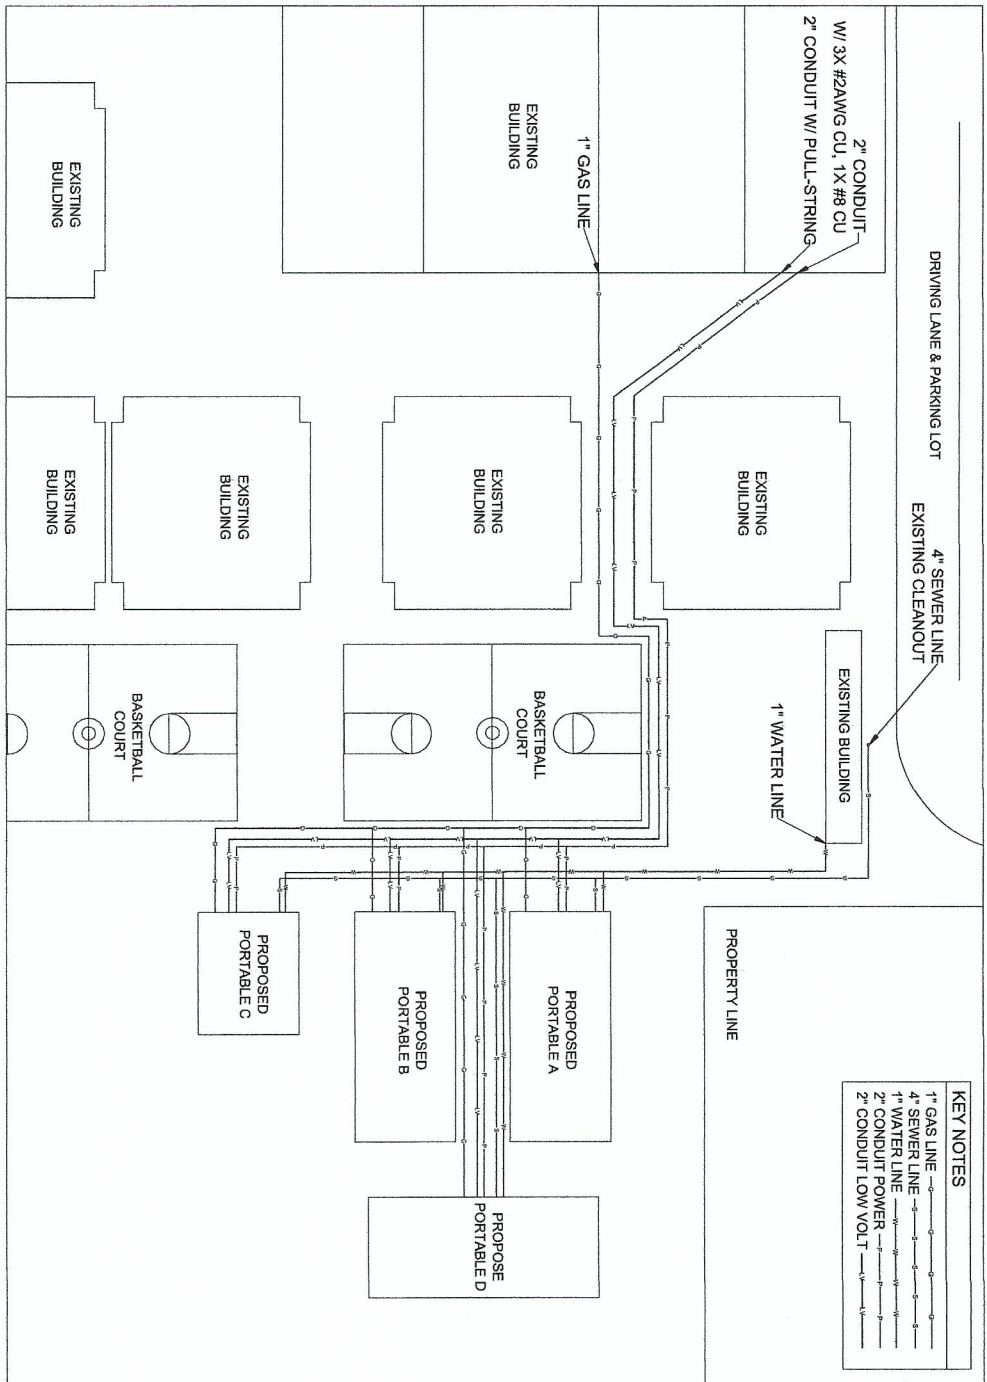 DRIVING LANE & PARKING LOT
4" SEWER LINE
EXISTING CLEANOUT
2" CONDUIT
W/ 3X #2AWG CU, 1X #8 CU
2" CONDUIT W/ PULL-STRING
EXISTING
BUILDING
1" GAS LINE
EXISTING
BUILDING
EXISTING
BUILDING
EXISTING
BUILDING
EXISTING
BUILDING
EXISTING
BUILDING
EXISTING BUILDING
1" WATER LINE
BASKETBALL
COURT
BASKETBALL
COURT
PROPOSED
PORTABLE A
PROPOSED
PORTABLE B
PROPOSED
PORTABLE C
PROPOSE
PORTABLE D
PROPERTY LINE
KEY NOTES
1" GAS LINE G G G G
4" SEWER LINE S S S S S
1" WATER LINE W W W W
2" CONDUIT POWER P P P
2" CONDUIT LOW VOLT LV LV